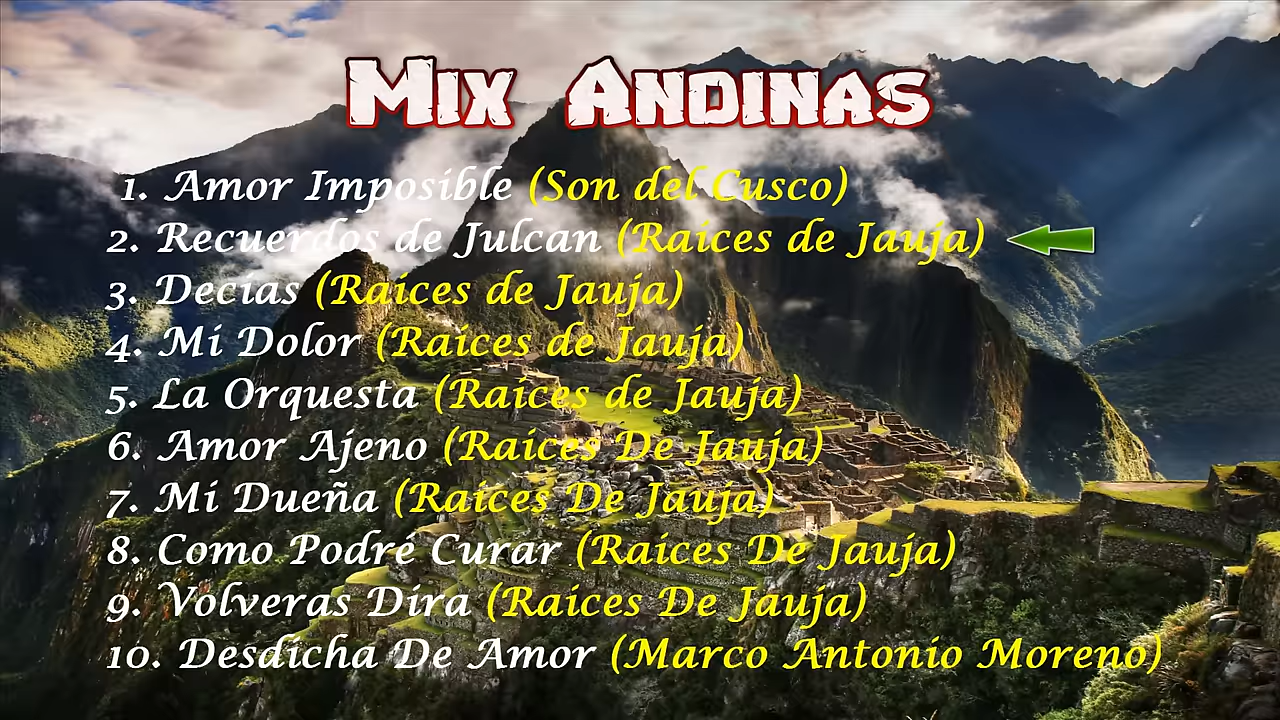 Mix Andinas
1. Amor Imposible (Son del Cusco)
2. Recuerdos de Julcan (Raices de Jauja)
3. Decias (Raices de Jauja)
4. Mi Dolor (Raices de Jauja)
5. La Orquesta (Raices de Jauja)
6. Amor Ajeno (Raices De Jauja)
7. Mi Dueña (Raices De Jauja)
8. Como Podré Curar (Raices De Jauja)
9. Volveras Dira (Raices De Jauja)
10. Desdicha De Amor (Marco Antonio Moreno)